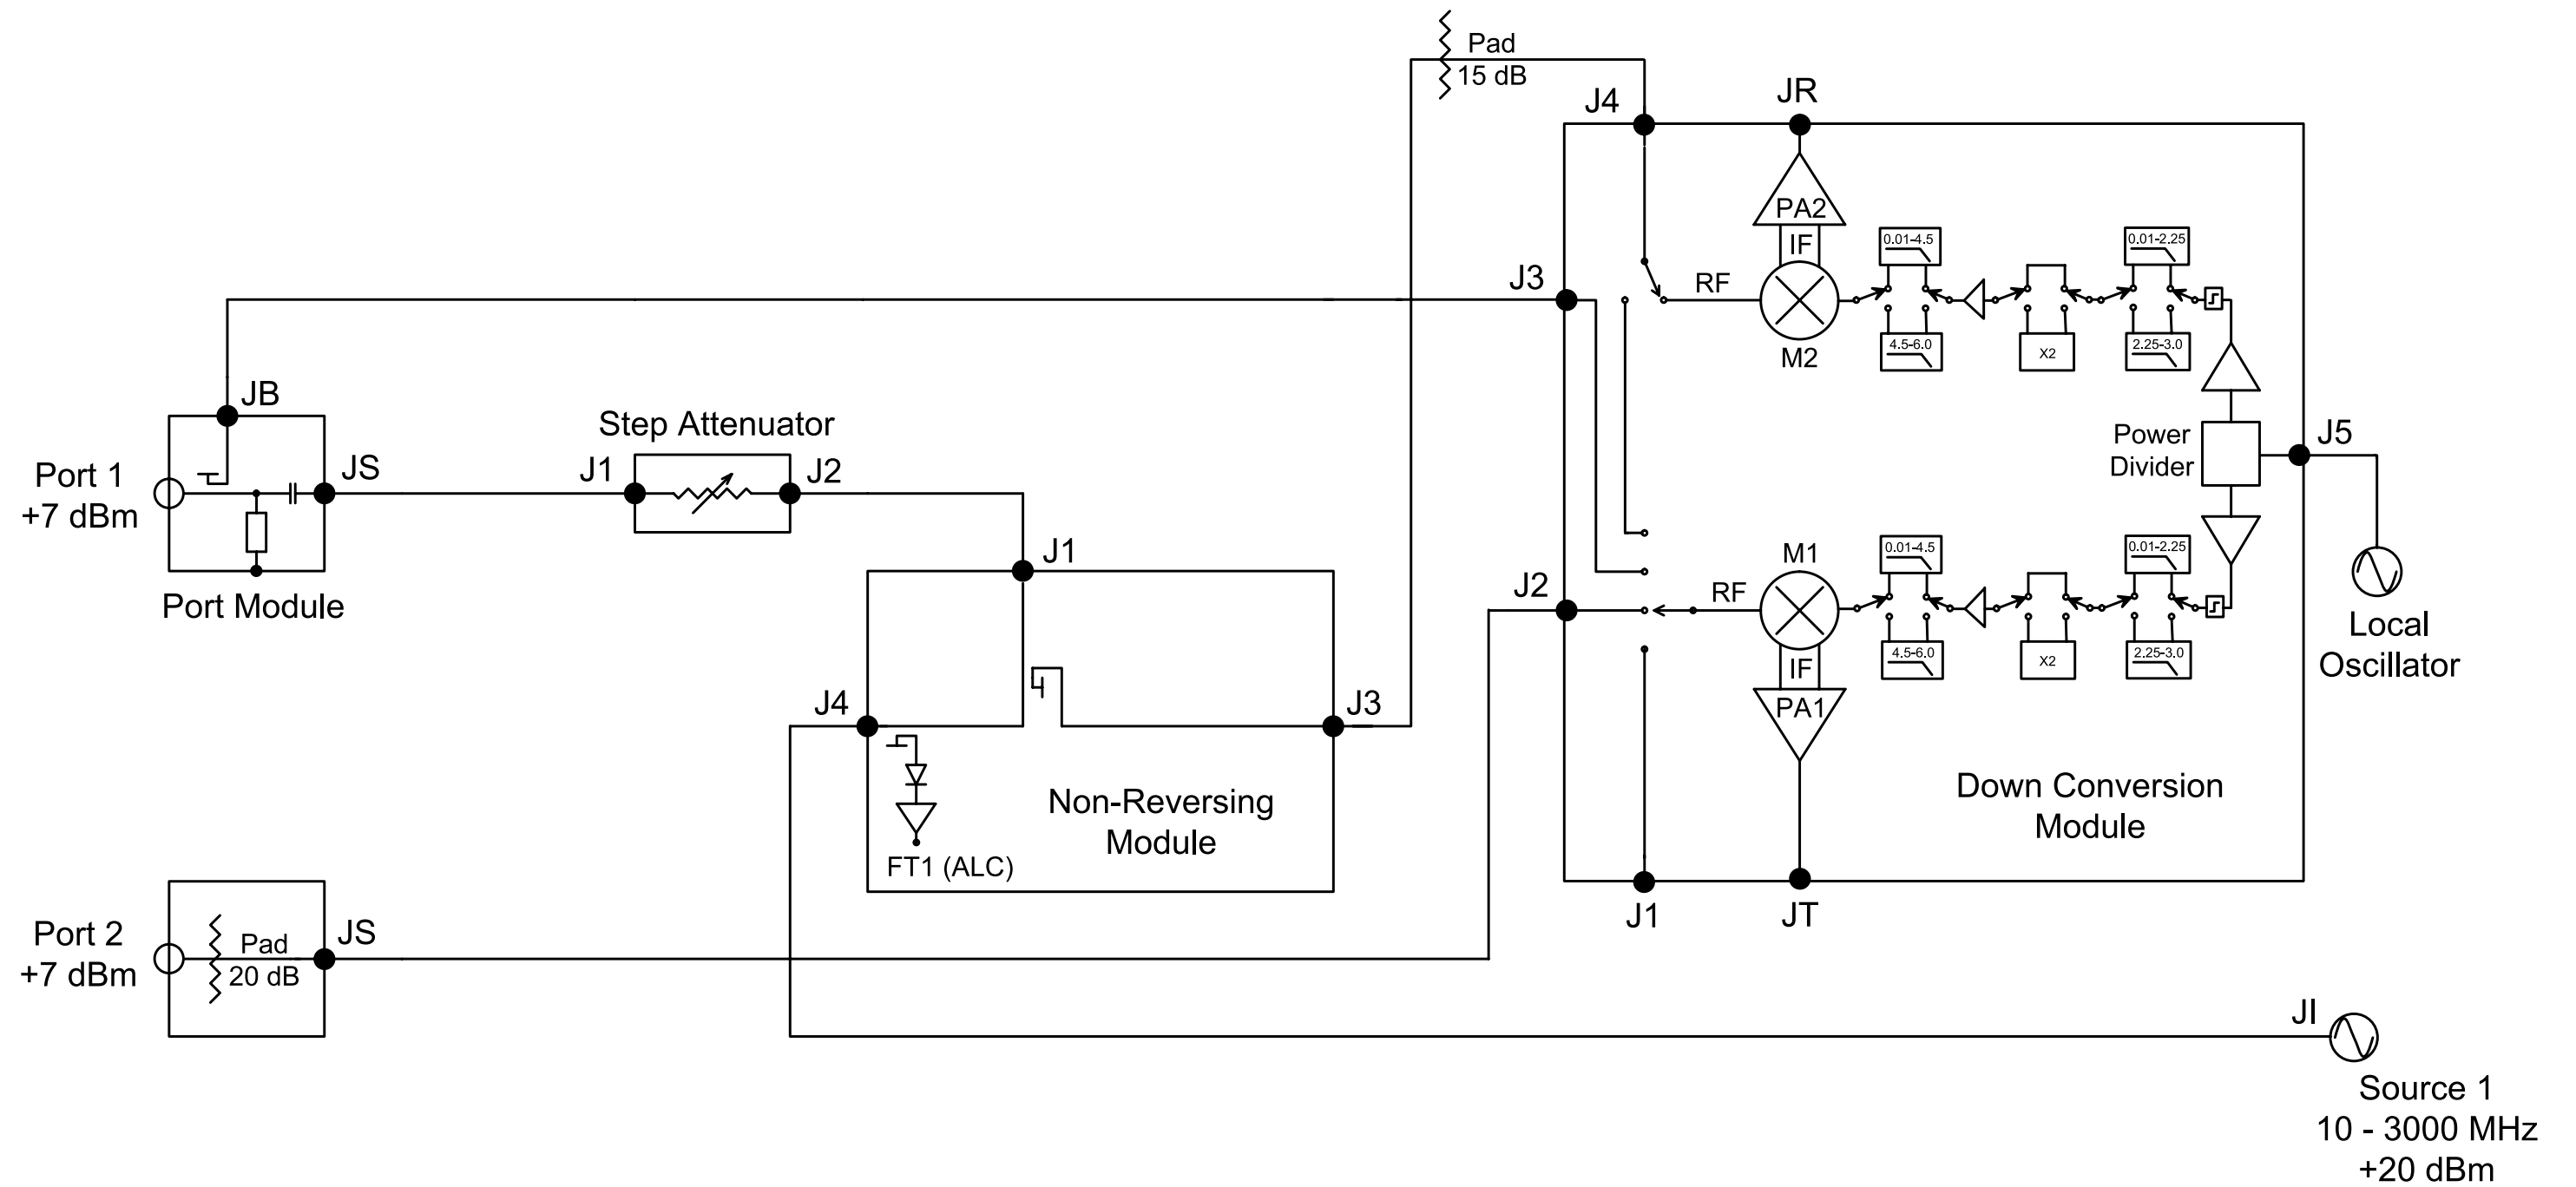 Pad
15 dB
J4
JR
PA2
IF
RF
M2
0.01-4.5
0.01-2.25
4.5-6.0
X2
2.25-3.0
J3
JB
Port 1
+7 dBm
JS
Port Module
Step Attenuator
J1
J2
Power
Divider
J5
Local
Oscillator
J1
J4
J3
FT1 (ALC)
Non-Reversing
Module
J2
M1
RF
IF
PA1
0.01-4.5
0.01-2.25
4.5-6.0
X2
2.25-3.0
Down Conversion
Module
J1
JT
Port 2
+7 dBm
Pad
20 dB
JS
JI
Source 1
10 - 3000 MHz
+20 dBm